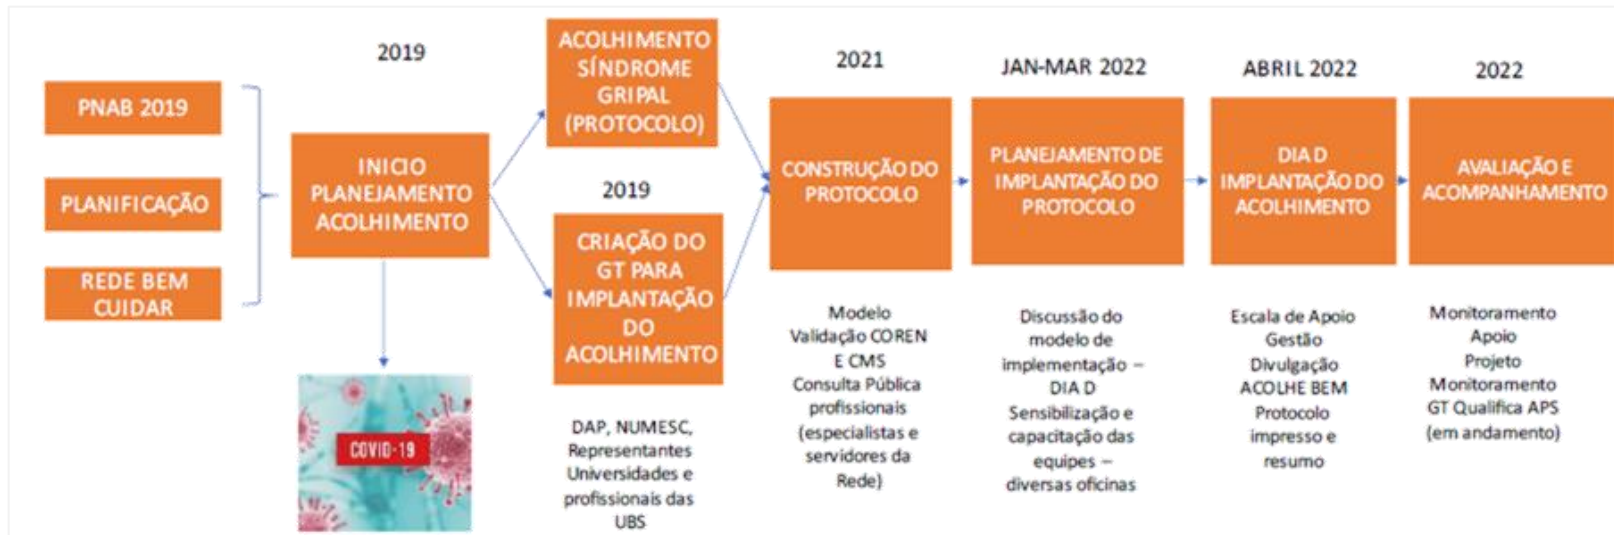 PNAB 2019
PLANIFICAÇÃO
REDE BEM
CUIDAR
2019
INICIO
PLANEJAMENTO
ACOLHIMENTO
COVID-19
ACOLHIMENTO
SÍNDROME
GRIPAL
(PROTOCOLO)
2019
CRIAÇÃO DO
GT PARA
IMPLANTAÇÃO
DO
ACOLHIMENTO
DAP, NUMESC,
Representantes
Universidades e
profissionais das
UBS
2021
CONSTRUÇÃO DO
PROTOCOLO
Modelo
Validação COREN
E CMS
Consulta Pública
profissionais
(especialistas e
servidores da
Rede)
JAN-MAR 2022
PLANEJAMENTO DE
IMPLANTAÇÃO DO
PROTOCOLO
Discussão do
modelo de
implementação –
DIA D
Sensibilização e
capacitação das
equipes –
diversas oficinas
ABRIL 2022
DIA D
IMPLANTAÇÃO DO
ACOLHIMENTO
Escala de Apoio
Gestão
Divulgação
ACOLHE BEM
Protocolo
impresso e
resumo
2022
AVALIAÇÃO E
ACOMPANHAMENTO
Monitoramento
Apoio
Projeto
Monitoramento
GT Qualifica APS
(em andamento)